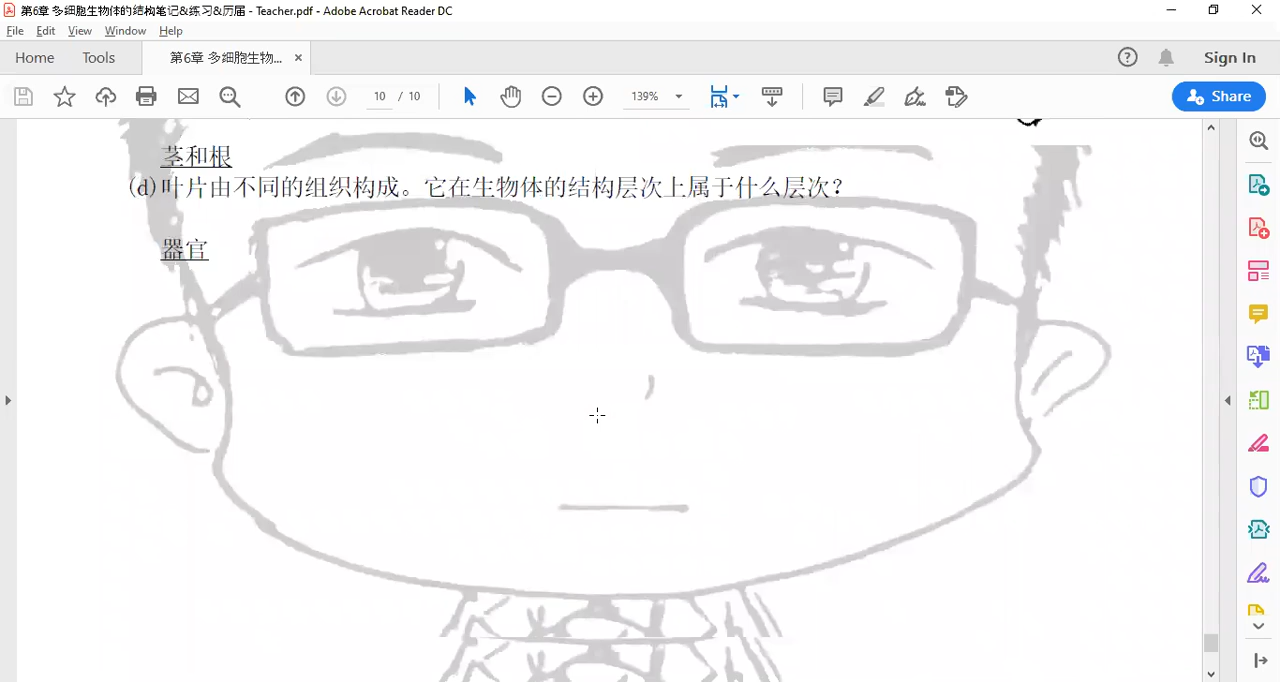 第6章 多细胞生物体的结构笔记&练习&历届 - Teacher.pdf - Adobe Acrobat Reader DC
File Edit View Window Help
Home Tools 第6章 多细胞生物... × Sign In
10 / 10 139% Share
茎和根
(d)叶片由不同的组织构成。它在生物体的结构层次上属于什么层次？
器官